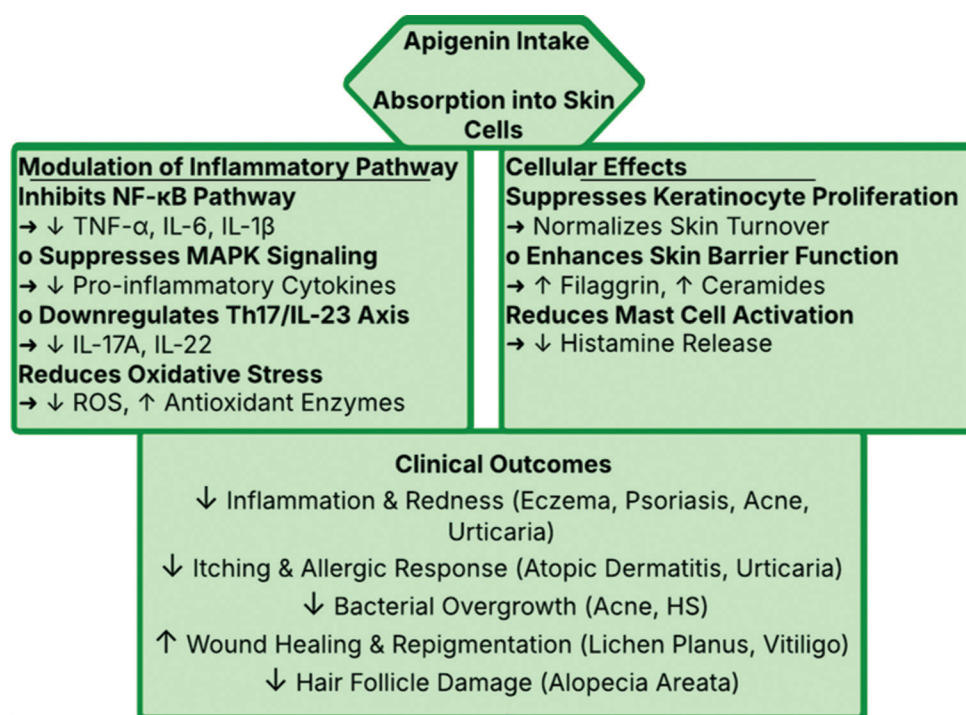 Apigenin Intake
Absorption into Skin
Cells
Modulation of Inflammatory Pathway
Inhibits NF-κB Pathway
→ ↓ TNF-α, IL-6, IL-1β
o Suppresses MAPK Signaling
→ ↓ Pro-inflammatory Cytokines
o Downregulates Th17/IL-23 Axis
→ ↓ IL-17A, IL-22
Reduces Oxidative Stress
→ ↓ ROS, ↑ Antioxidant Enzymes
Cellular Effects
Suppresses Keratinocyte Proliferation
→ Normalizes Skin Turnover
o Enhances Skin Barrier Function
→ ↑ Filaggrin, ↑ Ceramides
Reduces Mast Cell Activation
→ ↓ Histamine Release
Clinical Outcomes
↓ Inflammation & Redness (Eczema, Psoriasis, Acne,
Urticaria)
↓ Itching & Allergic Response (Atopic Dermatitis, Urticaria)
↓ Bacterial Overgrowth (Acne, HS)
↑ Wound Healing & Repigmentation (Lichen Planus, Vitiligo)
↓ Hair Follicle Damage (Alopecia Areata)